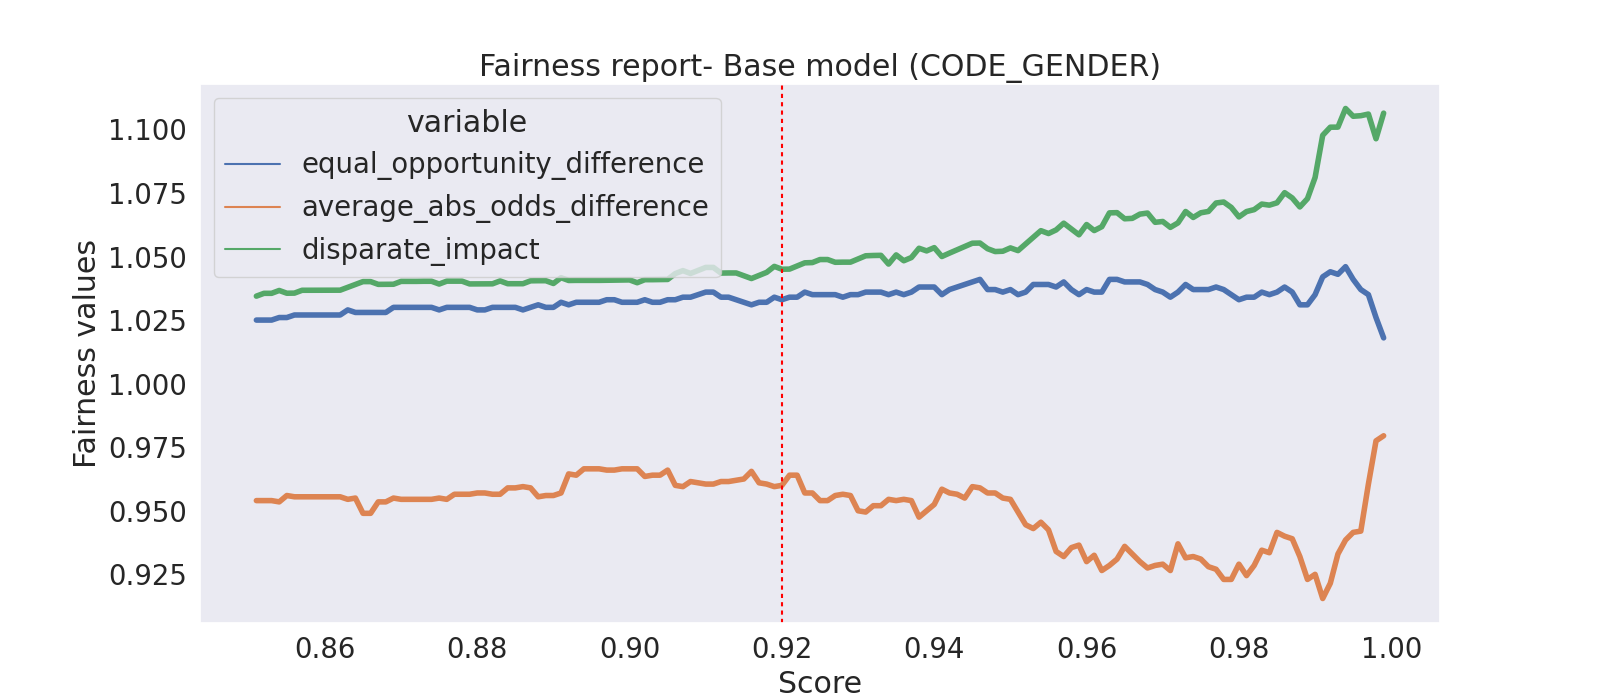 Fairness report- Base model (CODE_GENDER)
variable
equal_opportunity_difference
average_abs_odds_difference
disparate_impact
Fairness values
1.100
1.075
1.050
1.025
1.000
0.975
0.950
0.925
0.86 0.88 0.90 0.92 0.94 0.96 0.98 1.00
Score